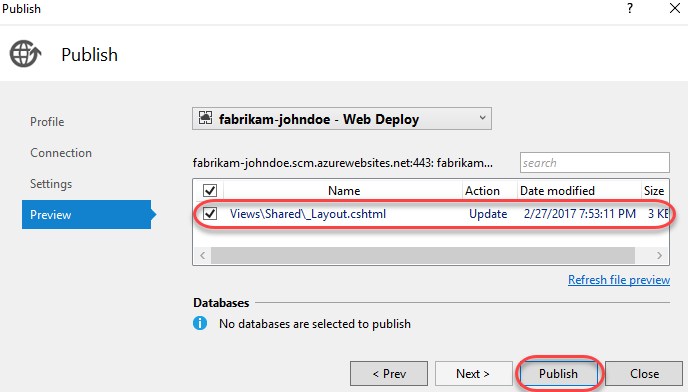 Publish
?
Publish
Profile
Connection
Settings
Preview
fabrikam-johndoe - Web Deploy
fabrikam-johndoe.scm.azurewebsites.net:443: fabrikam...
search
Name Action Date modified Size
Views\Shared\_Layout.cshtml Update 2/27/2017 7:53:11 PM 3 KB
Refresh file preview
Databases
No databases are selected to publish
< Prev Next > Publish Close